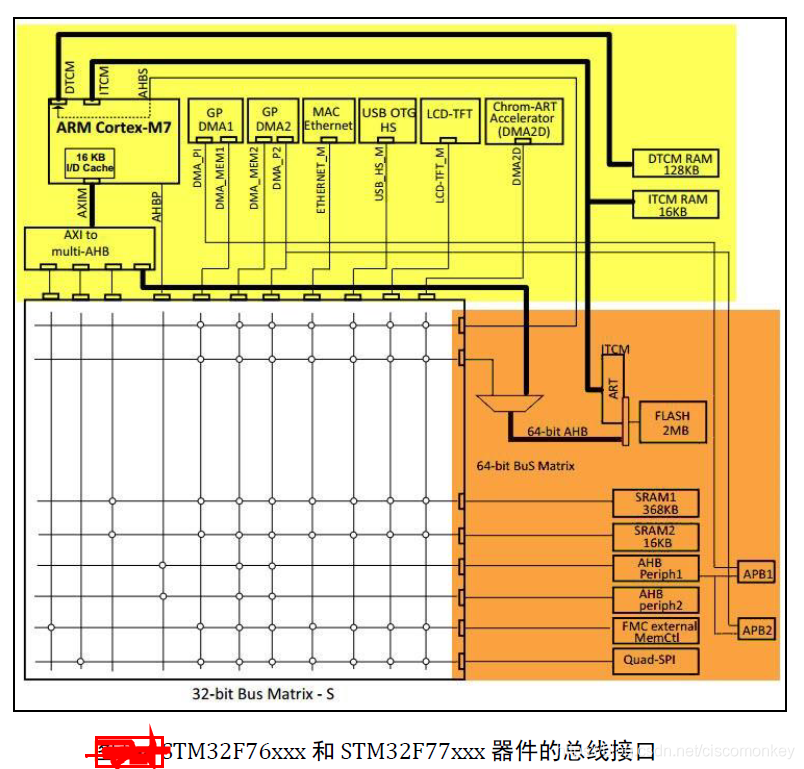 DTCM
ITCM
AHBS
ARM Cortex-M7
16 KB
I/D Cache
GP
DMA1
GP
DMA2
MAC
Ethernet
USB OTG
HS
LCD-TFT
Chrom-ART
Accelerator
(DMA2D)
DTCM RAM
128KB
ITCM RAM
16KB
AXIM
AHBP
DMA_PI
DMA_MEM1
DMA_MEM2
DMA_P2
ETHERNET_M
USB_HS_M
LCD-TFT_M
DMA2D
AXI to
multi-AHB
ITCM
ART
FLASH
2MB
64-bit AHB
64-bit BuS Matrix
SRAM1
368KB
SRAM2
16KB
AHB
Periph1
APB1
AHB
periph2
FMC external
MemCtl
APB2
Quad-SPI
32-bit Bus Matrix - S
STM32F76xxx 和 STM32F77xxx 器件的总线接口
sdn.net/ciscomonkey